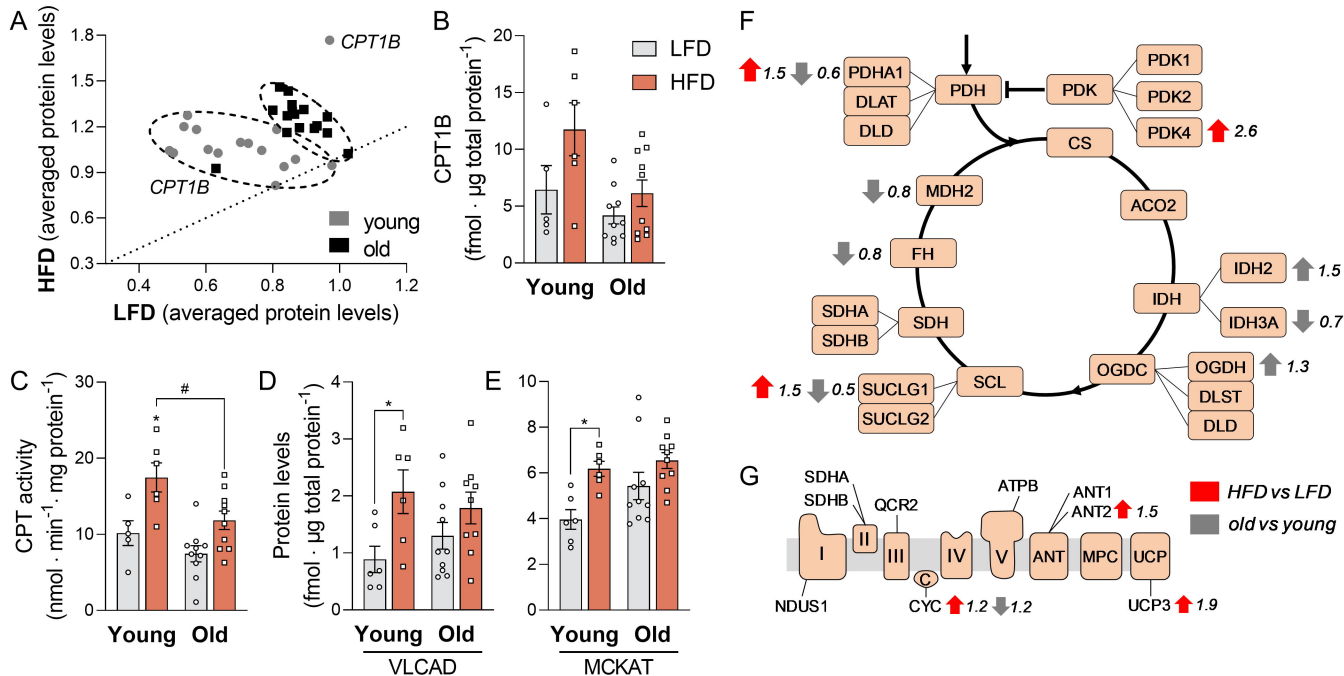 A
HFD (averaged protein levels)
1.8
1.5
1.2
0.9
0.6
0.3
CPT1B
CPT1B
young
old
0.4 0.6 0.8 1.0 1.2
LFD (averaged protein levels)
B
CPT1B
(fmol · µg total protein⁻¹)
20
15
10
5
0
LFD
HFD
Young Old
C
CPT activity
(nmol · min⁻¹ · mg protein⁻¹)
30
20
10
0
#
*
Young Old
D
Protein levels
(fmol · µg total protein⁻¹)
4
3
2
1
0
*
Young Old
VLCAD
E
10
8
6
4
2
0
*
Young Old
MCKAT
F
1.5 0.6 PDHA1
DLAT
DLD
PDH
PDK
PDK1
PDK2
PDK4 2.6
CS
0.8 MDH2
ACO2
0.8 FH
IDH2 1.5
IDH
IDH3A 0.7
SDHA
SDHB
SDH
OGDC
OGDH 1.3
DLST
DLD
SCL
1.5 0.5 SUCLG1
SUCLG2
G
SDHA
SDHB
QCR2
ATPB
ANT1
ANT2 1.5
HFD vs LFD
old vs young
I II III C IV V ANT MPC UCP
NDUS1
CYC 1.2 1.2
UCP3 1.9